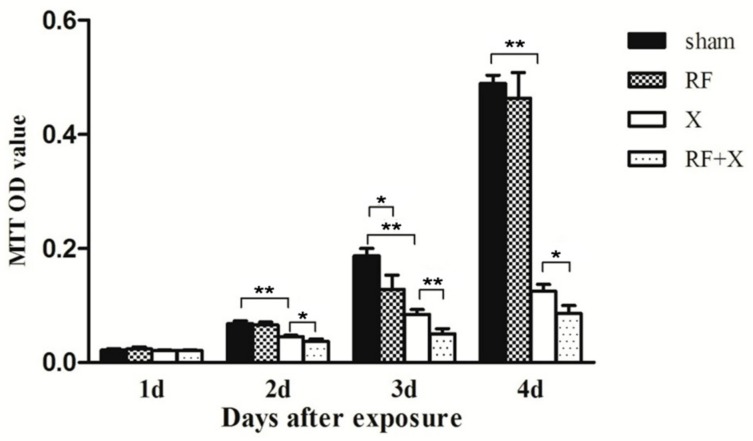 MTT OD value
0.6
0.4
0.2
0.0
**
*
**
*
**
**
*
1d
2d
3d
4d
Days after exposure
sham
RF
X
RF+X